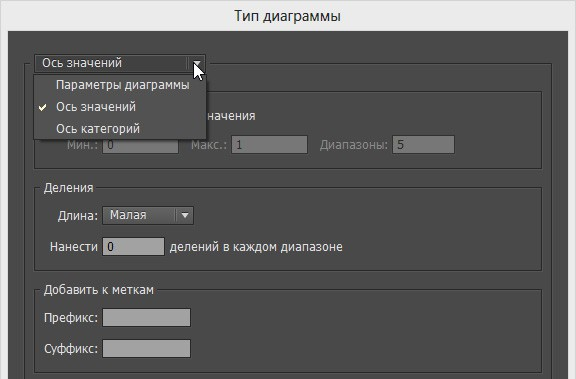 Тип диаграммы
Ось значений
Параметры диаграммы
Ось значений
Ось категорий
начения
Мин.: 0 Макс.: 1 Диапазоны: 5
Деления
Длина: Малая
Нанести 0 делений в каждом диапазоне
Добавить к меткам
Префикс:
Суффикс: